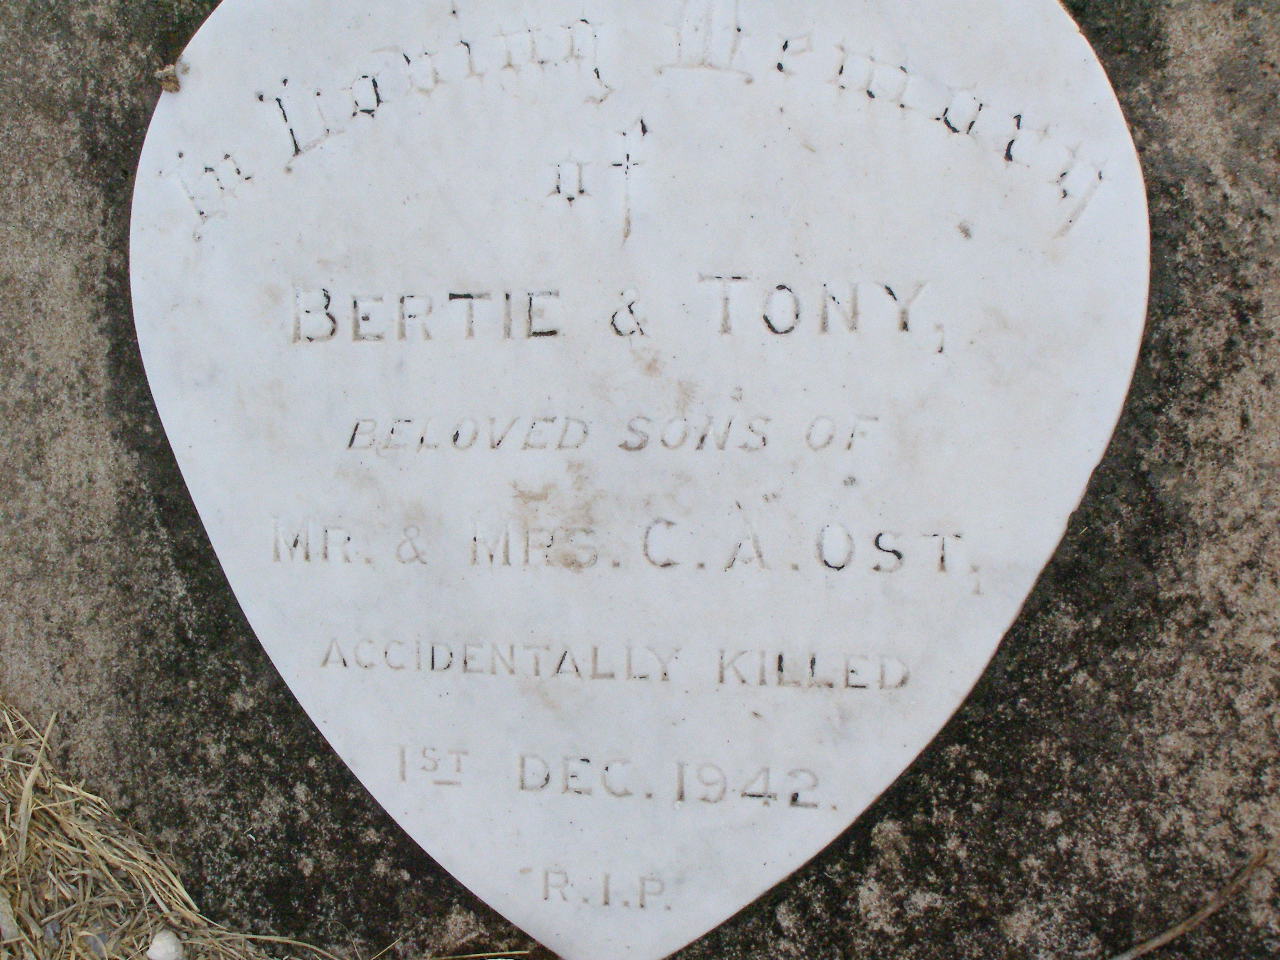 In Loving Memory
of
BERTIE & TONY,
BELOVED SONS OF
MR. & MRS. C. A. OST,
ACCIDENTALLY KILLED
1ST DEC. 1942.
R.I.P.